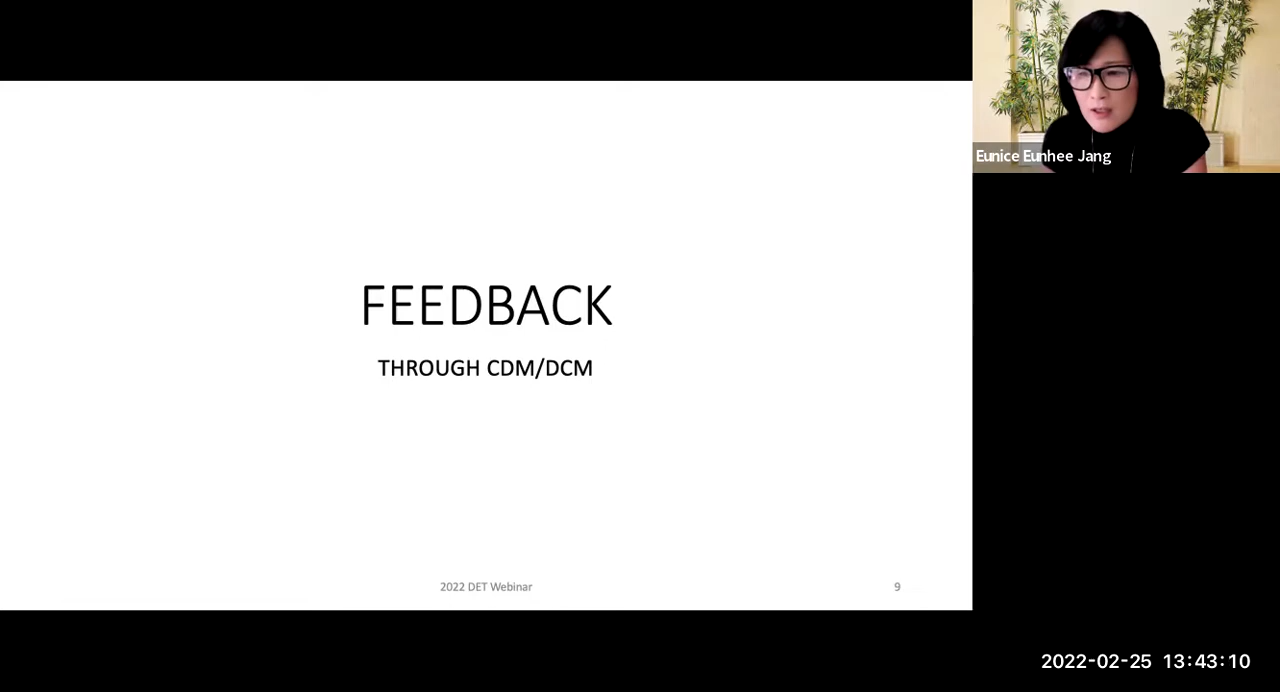 Eunice Eunhee Jang
FEEDBACK
THROUGH CDM/DCM
2022 DET Webinar
9
2022-02-25 13:43:10